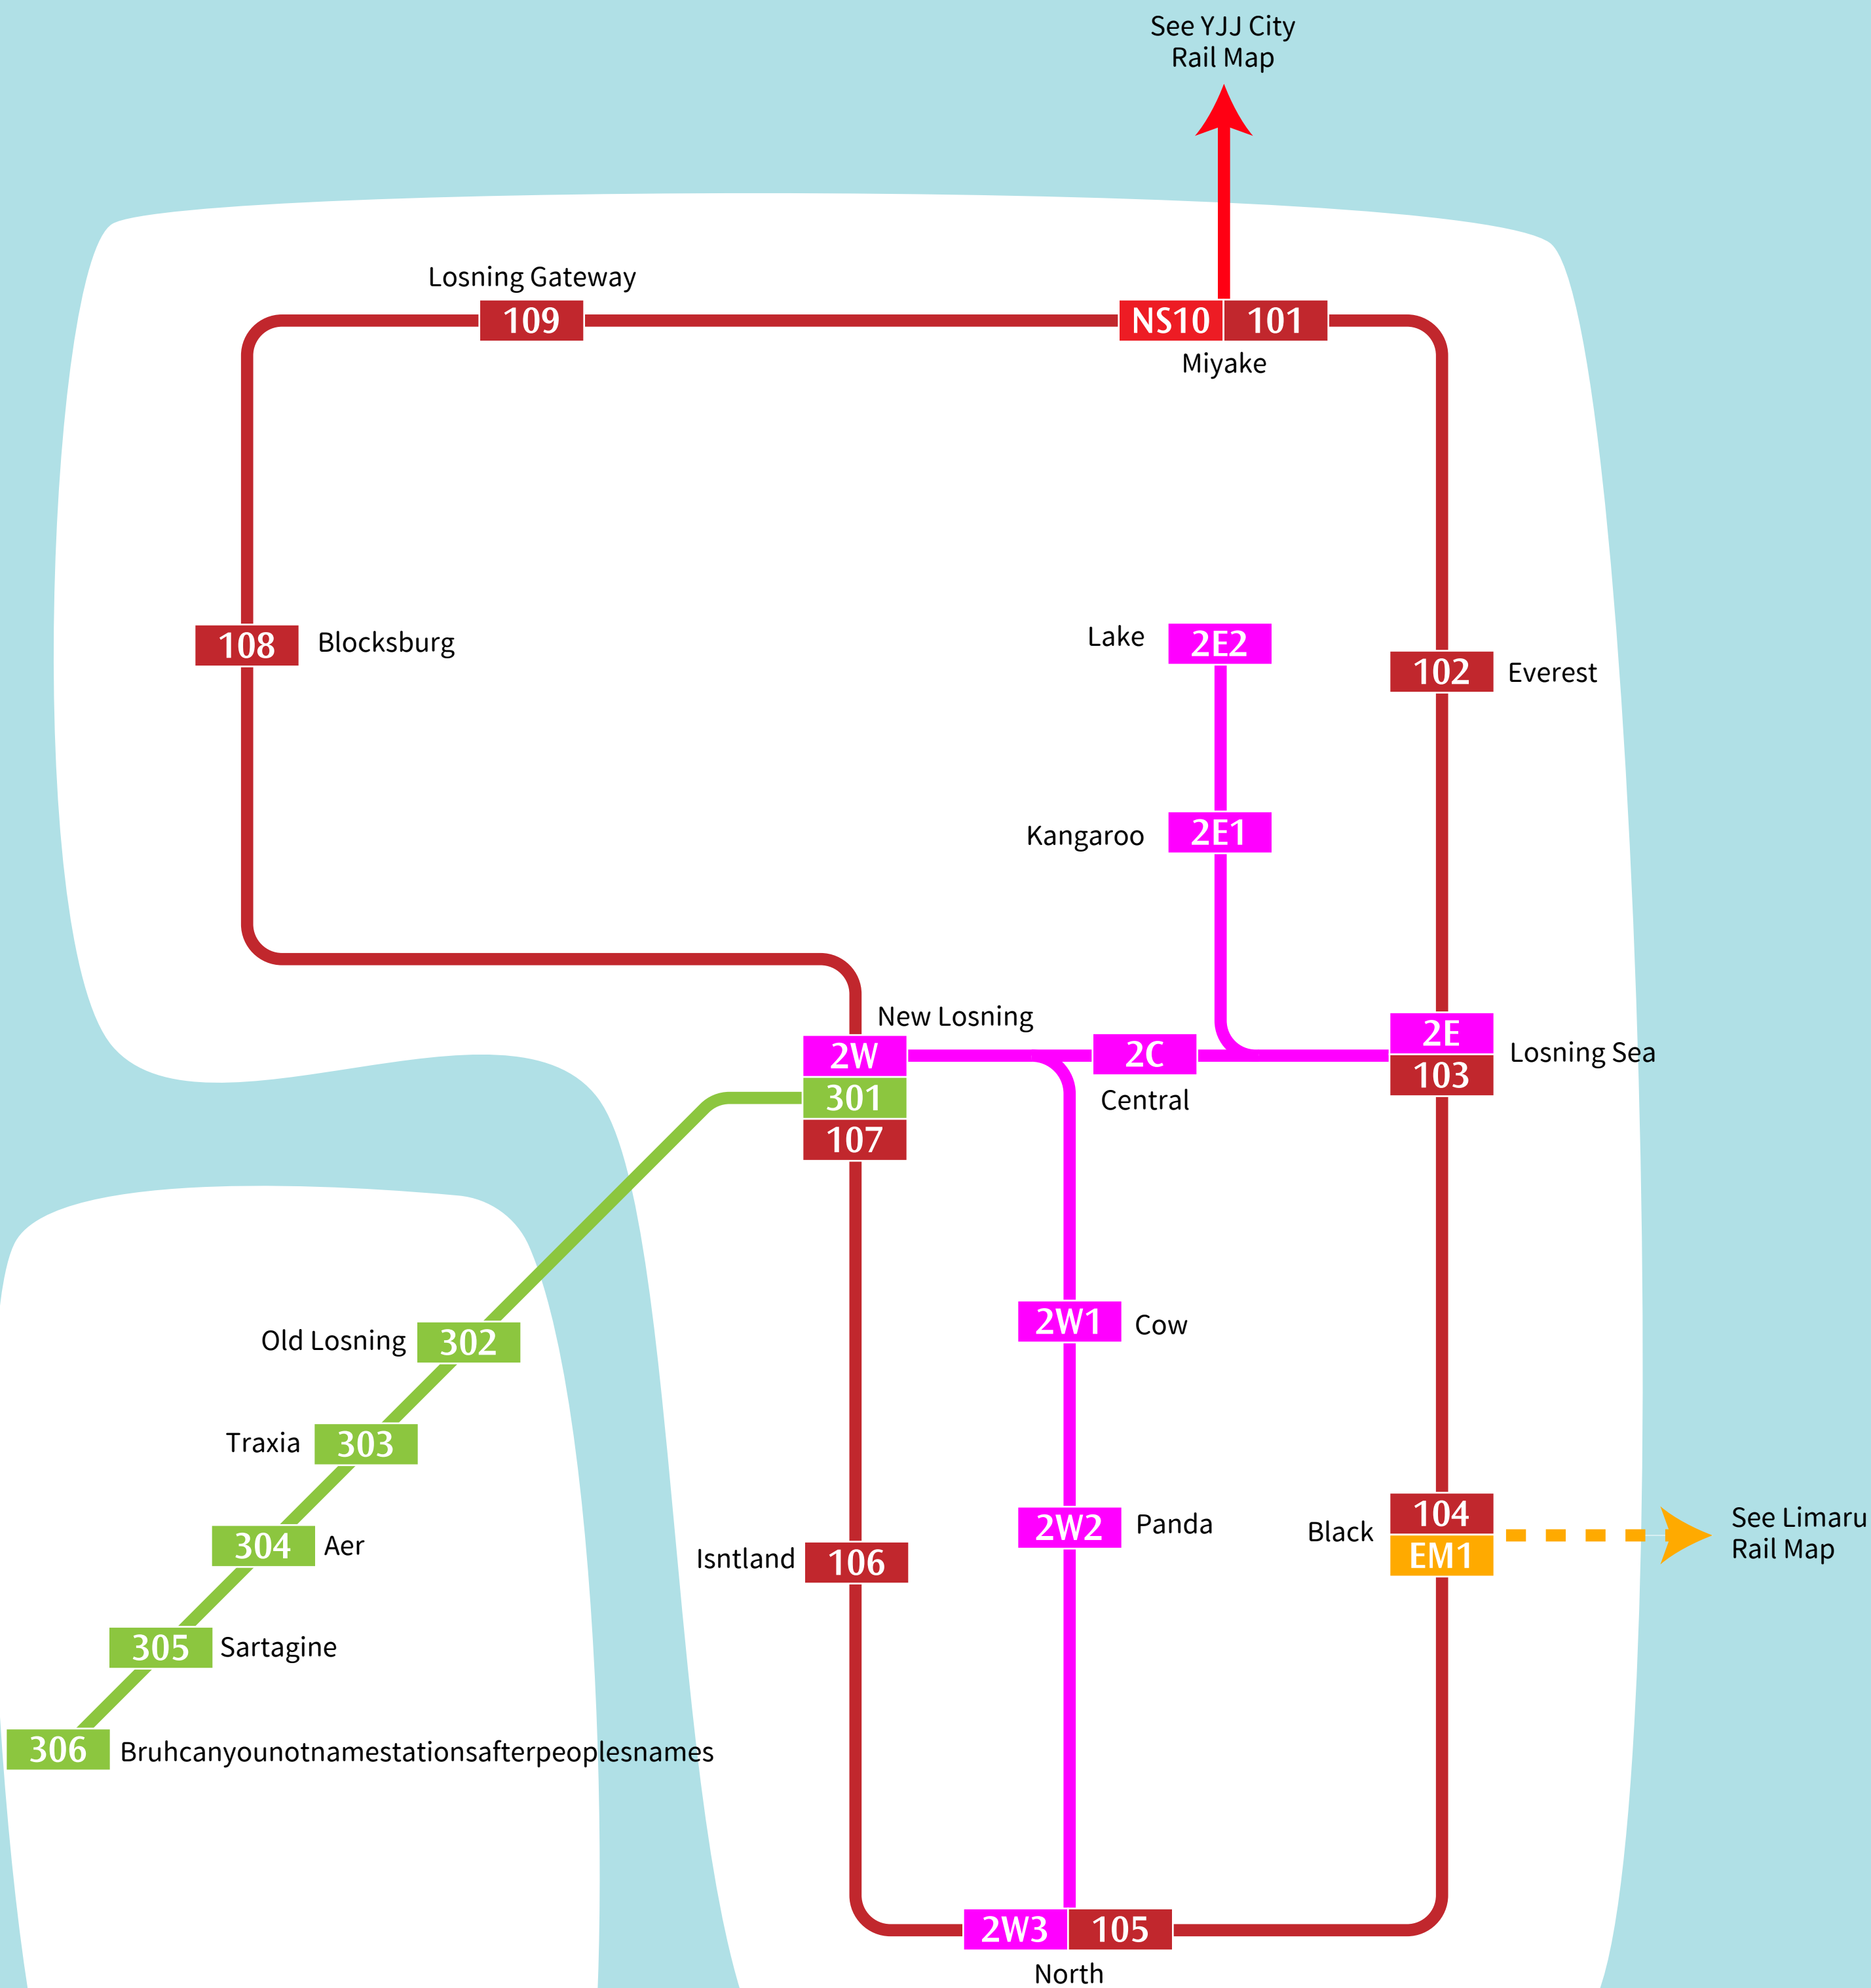 See YJJ City
Rail Map
Losning Gateway
109
NS10 101
Miyake
108 Blocksburg
Lake 2E2
102 Everest
Kangaroo 2E1
New Losning
2W
301
107
2C
Central
2E
103
Losning Sea
2W1 Cow
Old Losning 302
Traxia 303
2W2 Panda
104
EM1
Black
See Limaru
Rail Map
304 Aer
Isntland 106
305 Sartagine
306 Bruhcanyounotnamestationsafterpeoplesnames
2W3 105
North